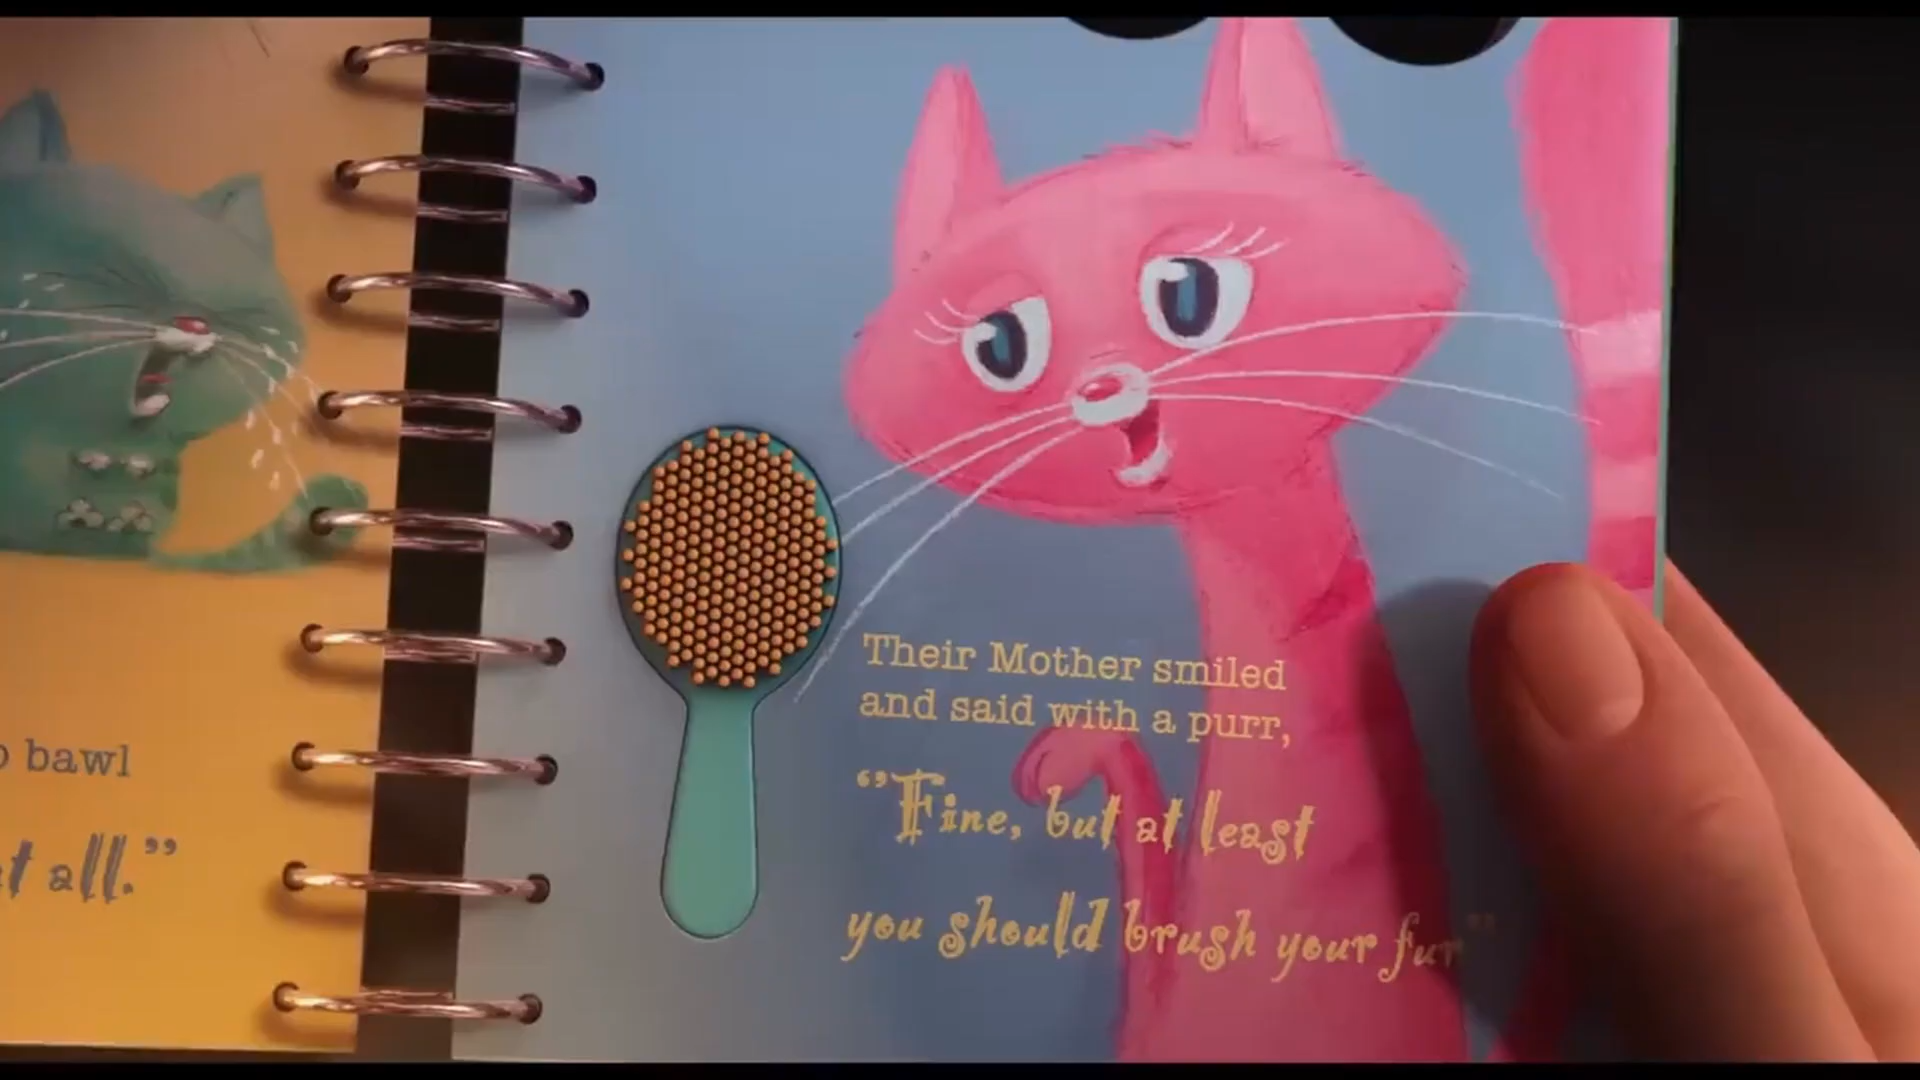 bawl
all.”
Their Mother smiled
and said with a purr,
“Fine, but at least
you should brush your fur”